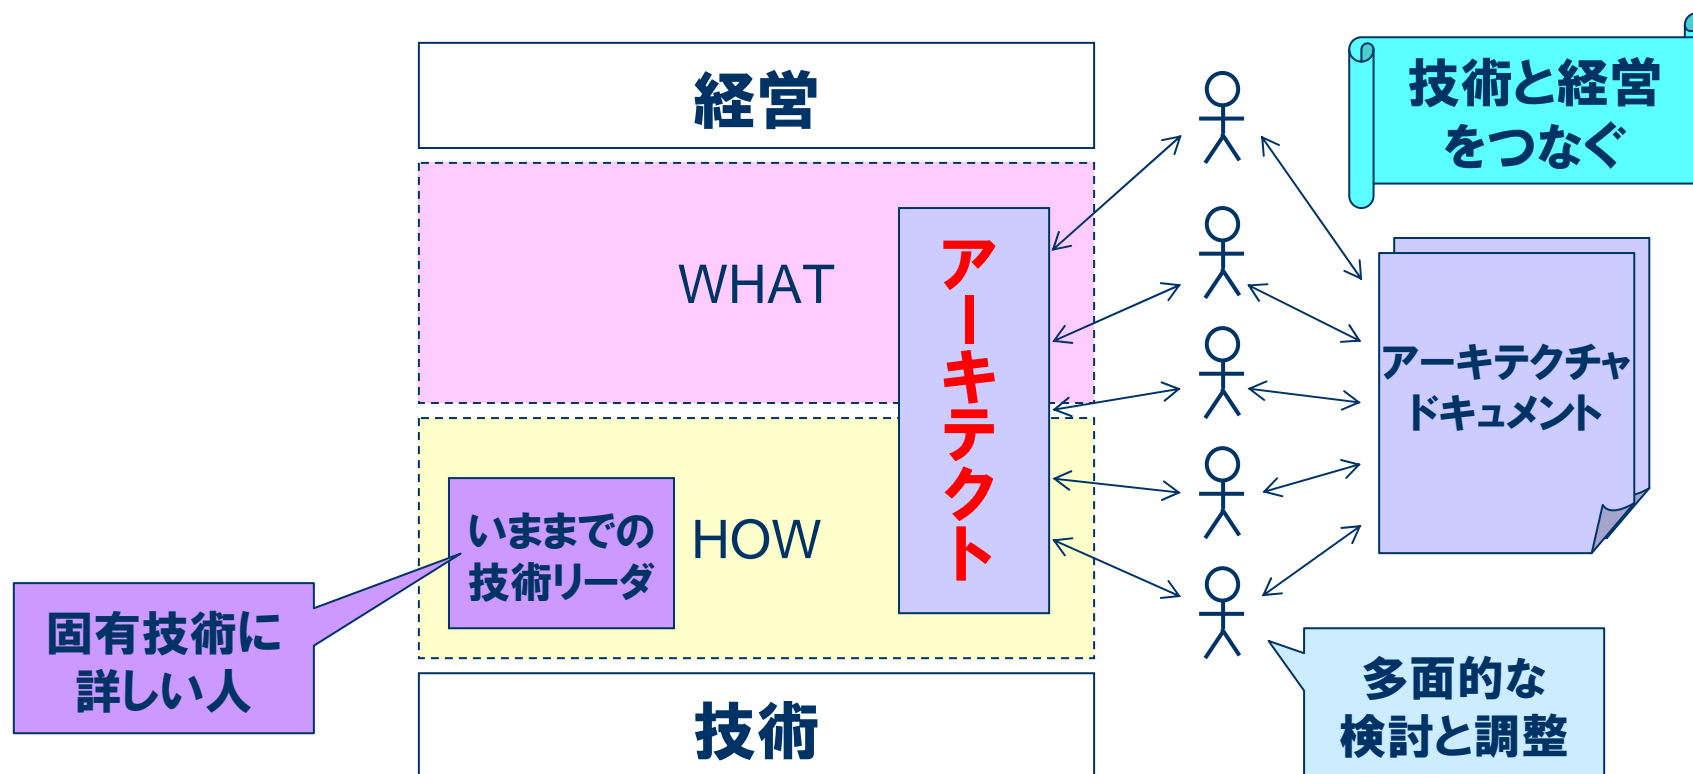 経営
技術と経営
をつなぐ
WHAT
アーキテクト
アーキテクチャ
ドキュメント
いままでの
技術リーダ
HOW
固有技術に
詳しい人
多面的な
検討と調整
技術